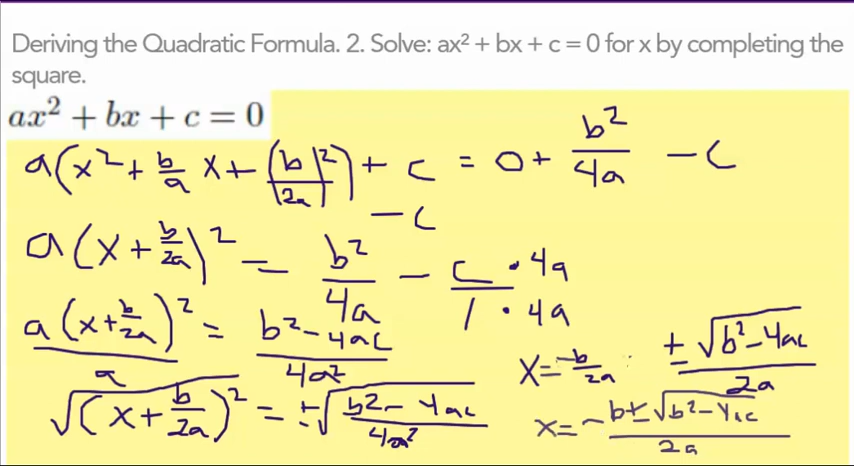 Deriving the Quadratic Formula. 2. Solve: ax² + bx + c = 0 for x by completing the
square.
ax² + bx + c = 0
a(x² + b/a x + (b/2a)²) + c = 0 + b²/4a - c
- c
a(x + b/2a)² = b²/4a - c/1 · 4a/4a
a(x + b/2a)²/a = b² - 4ac/4a²
x = -b/2a ± √b² - 4ac/2a
√(x + b/2a)² = ±√b² - 4ac/4a²
x = -b ± √b² - 4ac/2a